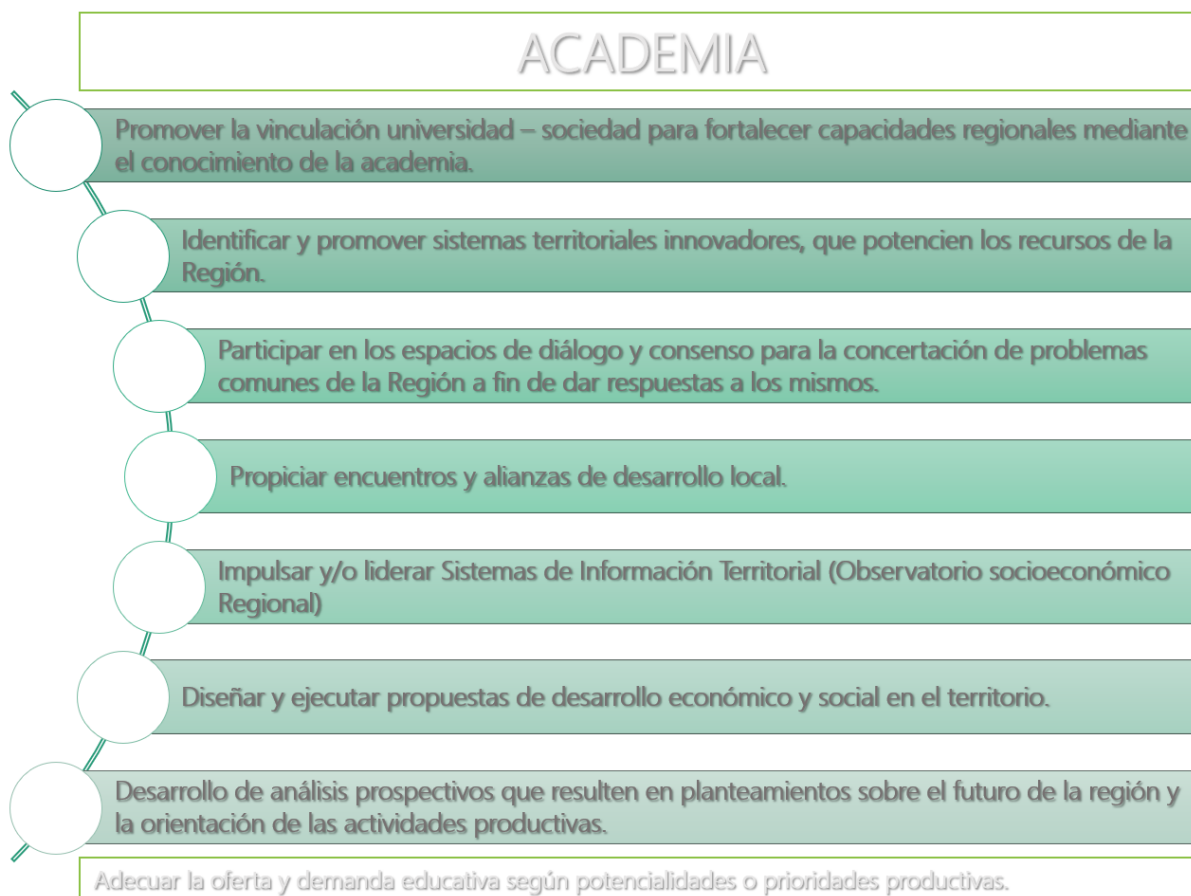 ACADEMIA
Promover la vinculación universidad – sociedad para fortalecer capacidades regionales mediante
el conocimiento de la academia.
Identificar y promover sistemas territoriales innovadores, que potencien los recursos de la
Región.
Participar en los espacios de diálogo y consenso para la concertación de problemas
comunes de la Región a fin de dar respuestas a los mismos.
Propiciar encuentros y alianzas de desarrollo local.
Impulsar y/o liderar Sistemas de Información Territorial (Observatorio socioeconómico
Regional)
Diseñar y ejecutar propuestas de desarrollo económico y social en el territorio.
Desarrollo de análisis prospectivos que resulten en planteamientos sobre el futuro de la región y
la orientación de las actividades productivas.
Adecuar la oferta y demanda educativa según potencialidades o prioridades productivas.